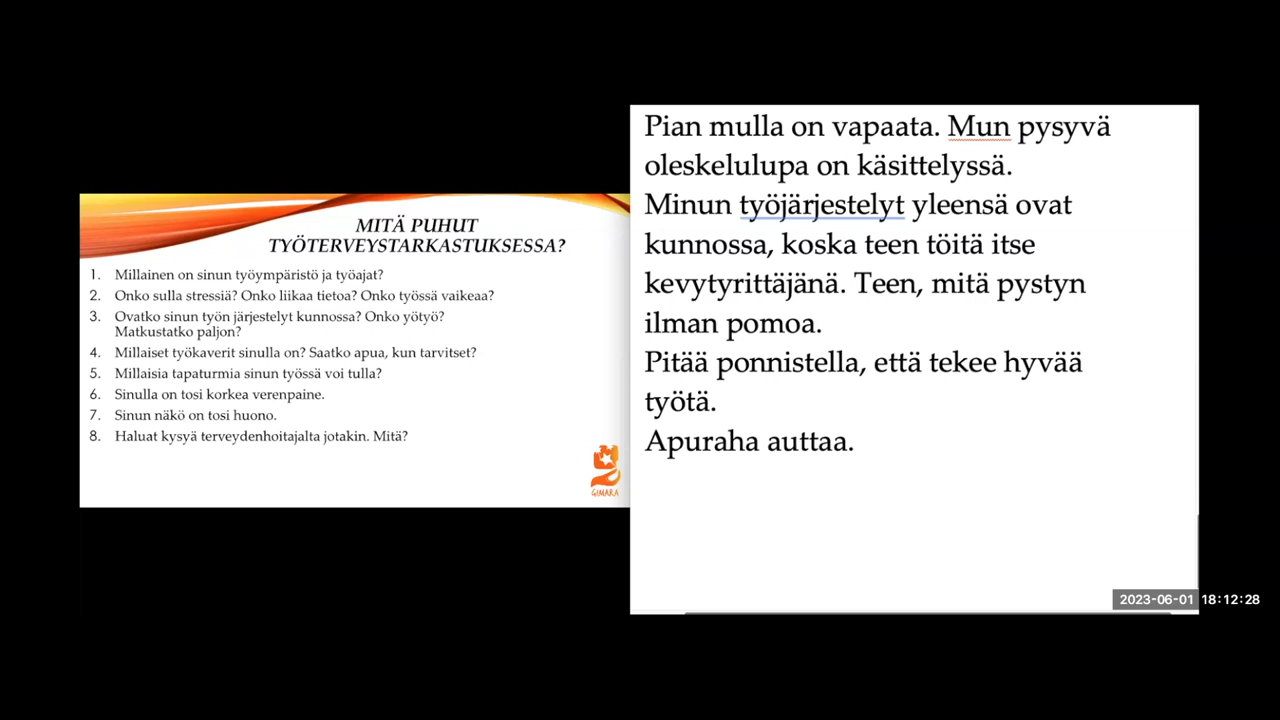 MITÄ PUHUT
TYÖTERVEYSTARKASTUKSESSA?
1. Millainen on sinun työympäristö ja työajat?
2. Onko sulla stressiä? Onko liikaa tietoa? Onko työssä vaikeaa?
3. Ovatko sinun työn järjestelyt kunnossa? Onko yötyö?
Matkustatko paljon?
4. Millaiset työkaverit sinulla on? Saatko apua, kun tarvitset?
5. Millaisia tapaturmia sinun työssä voi tulla?
6. Sinulla on tosi korkea verenpaine.
7. Sinun näkö on tosi huono.
8. Haluat kysyä terveydenhoitajalta jotakin. Mitä?
GIMARA
Pian mulla on vapaata. Mun pysyvä
oleskelulupa on käsittelyssä.
Minun työjärjestelyt yleensä ovat
kunnossa, koska teen töitä itse
kevytyrittäjänä. Teen, mitä pystyn
ilman pomoa.
Pitää ponnistella, että tekee hyvää
työtä.
Apuraha auttaa.
2023-06-01 18:12:28